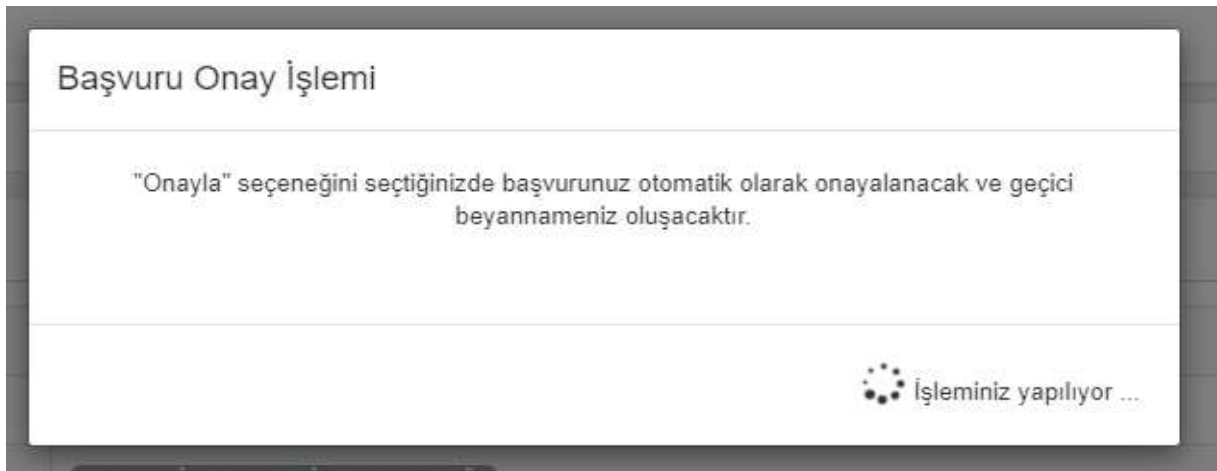 Başvuru Onay İşlemi
"Onayla" seçeneğini seçtiğinizde başvurunuz otomatik olarak onayalanacak ve geçici
beyannameniz oluşacaktır.
İşleminiz yapılıyor ...